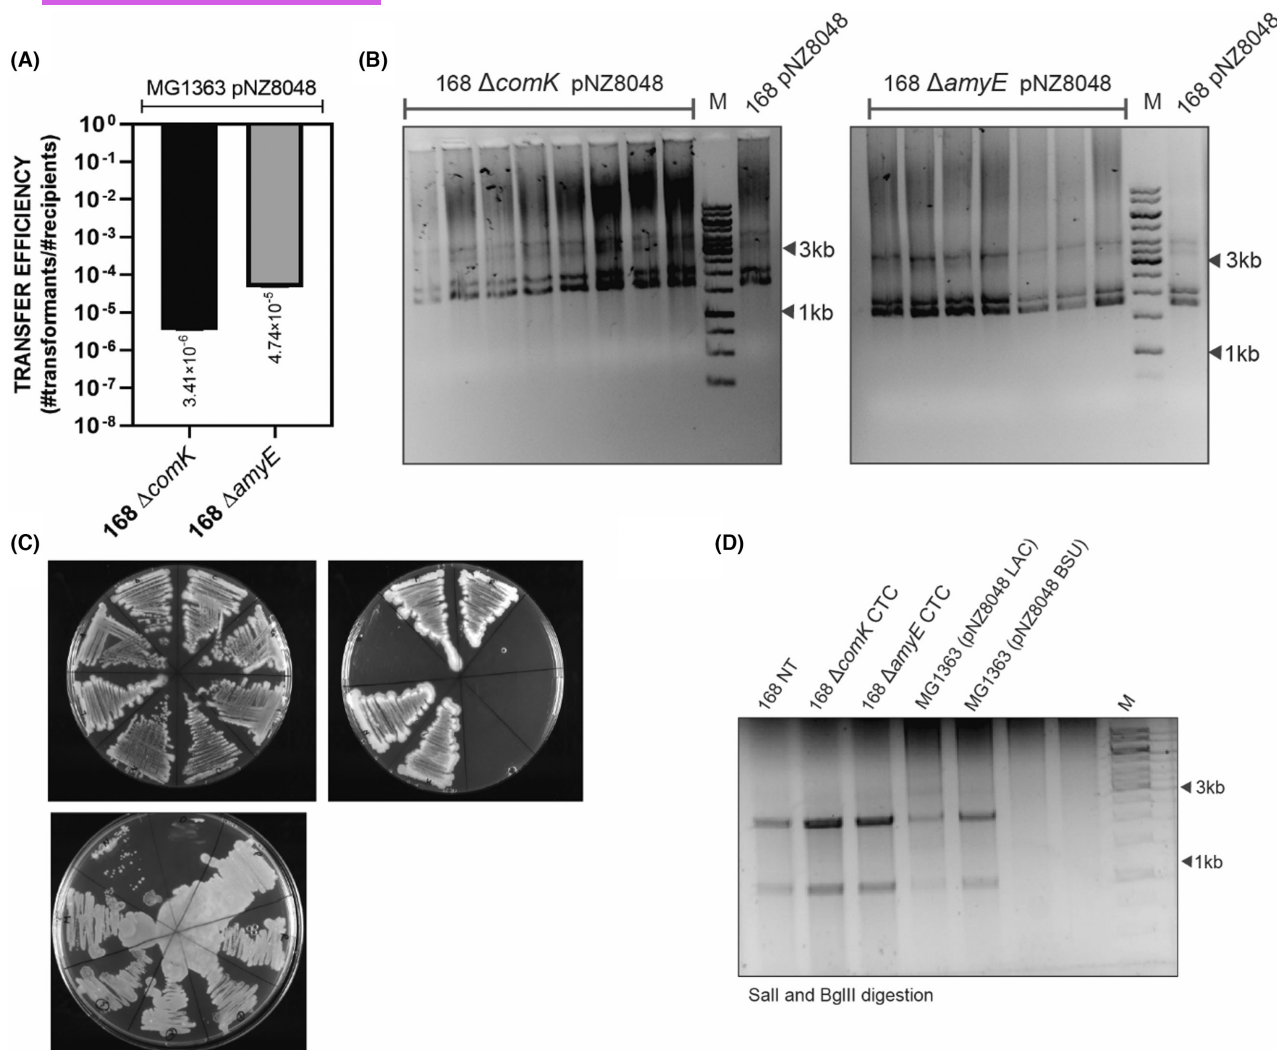 (A)
MG1363 pNZ8048
TRANSFER EFFICIENCY
(#transformants/#recipients)
10^0
10^-1
10^-2
10^-3
10^-4
10^-5
10^-6
10^-7
10^-8
3.41×10^-6
4.74×10^-5
168 ΔcomK
168 ΔamyE
(B)
168 ΔcomK pNZ8048
M
168 pNZ8048
3kb
1kb
168 ΔamyE pNZ8048
M
168 pNZ8048
3kb
1kb
(C)
(D)
168 NT
168 ΔcomK CTC
168 ΔamyE CTC
MG1363 (pNZ8048 LAC)
MG1363 (pNZ8048 BSU)
M
3kb
1kb
SalI and BglII digestion